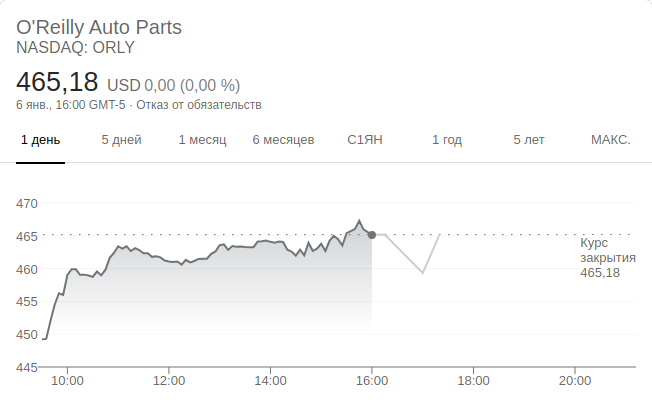 O'Reilly Auto Parts
NASDAQ: ORLY
465,18 USD 0,00 (0,00 %)
6 янв., 16:00 GMT-5 · Отказ от обязательств
1 день 5 дней 1 месяц 6 месяцев С1ЯН 1 год 5 лет МАКС.
470
465
460
455
450
445
Курс
закрытия
465,18
10:00 12:00 14:00 16:00 18:00 20:00